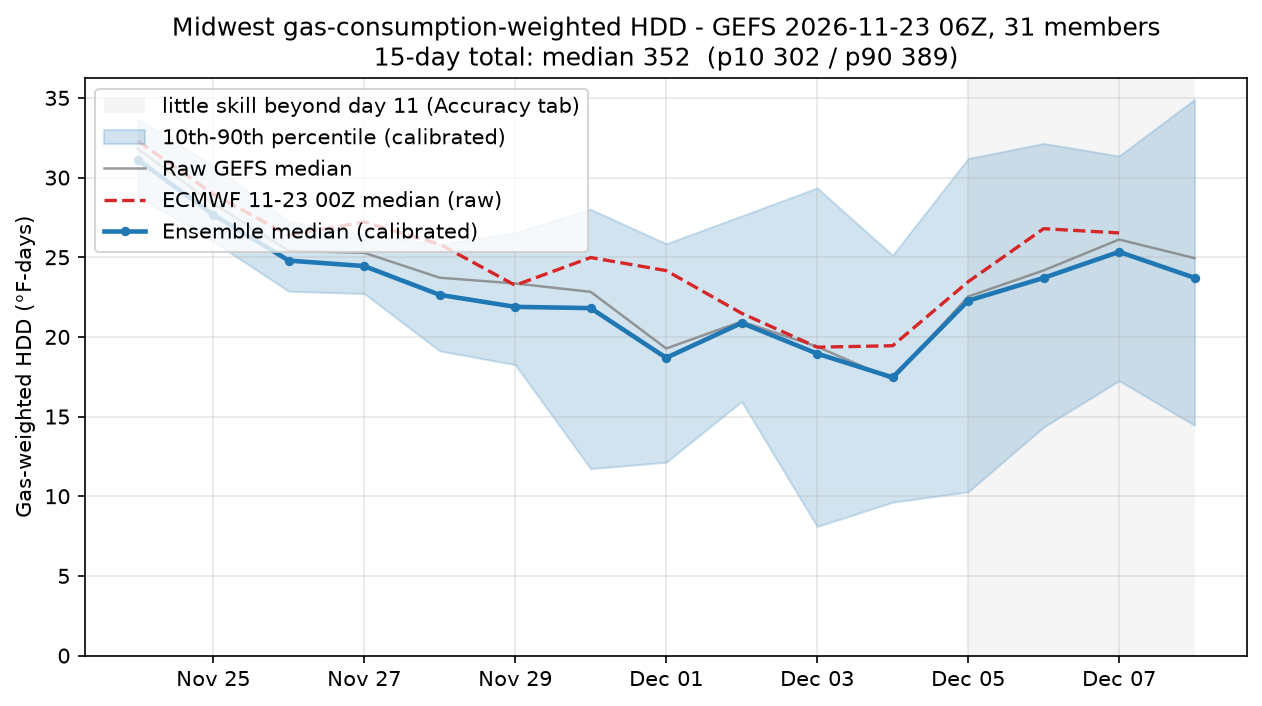 Midwest gas-consumption-weighted HDD - GEFS 2026-11-23 06Z, 31 members
15-day total: median 352  (p10 302 / p90 389)
little skill beyond day 11 (Accuracy tab)
10th-90th percentile (calibrated)
Raw GEFS median
ECMWF 11-23 00Z median (raw)
Ensemble median (calibrated)
Gas-weighted HDD (°F-days)
35
30
25
20
15
10
5
0
Nov 25
Nov 27
Nov 29
Dec 01
Dec 03
Dec 05
Dec 07